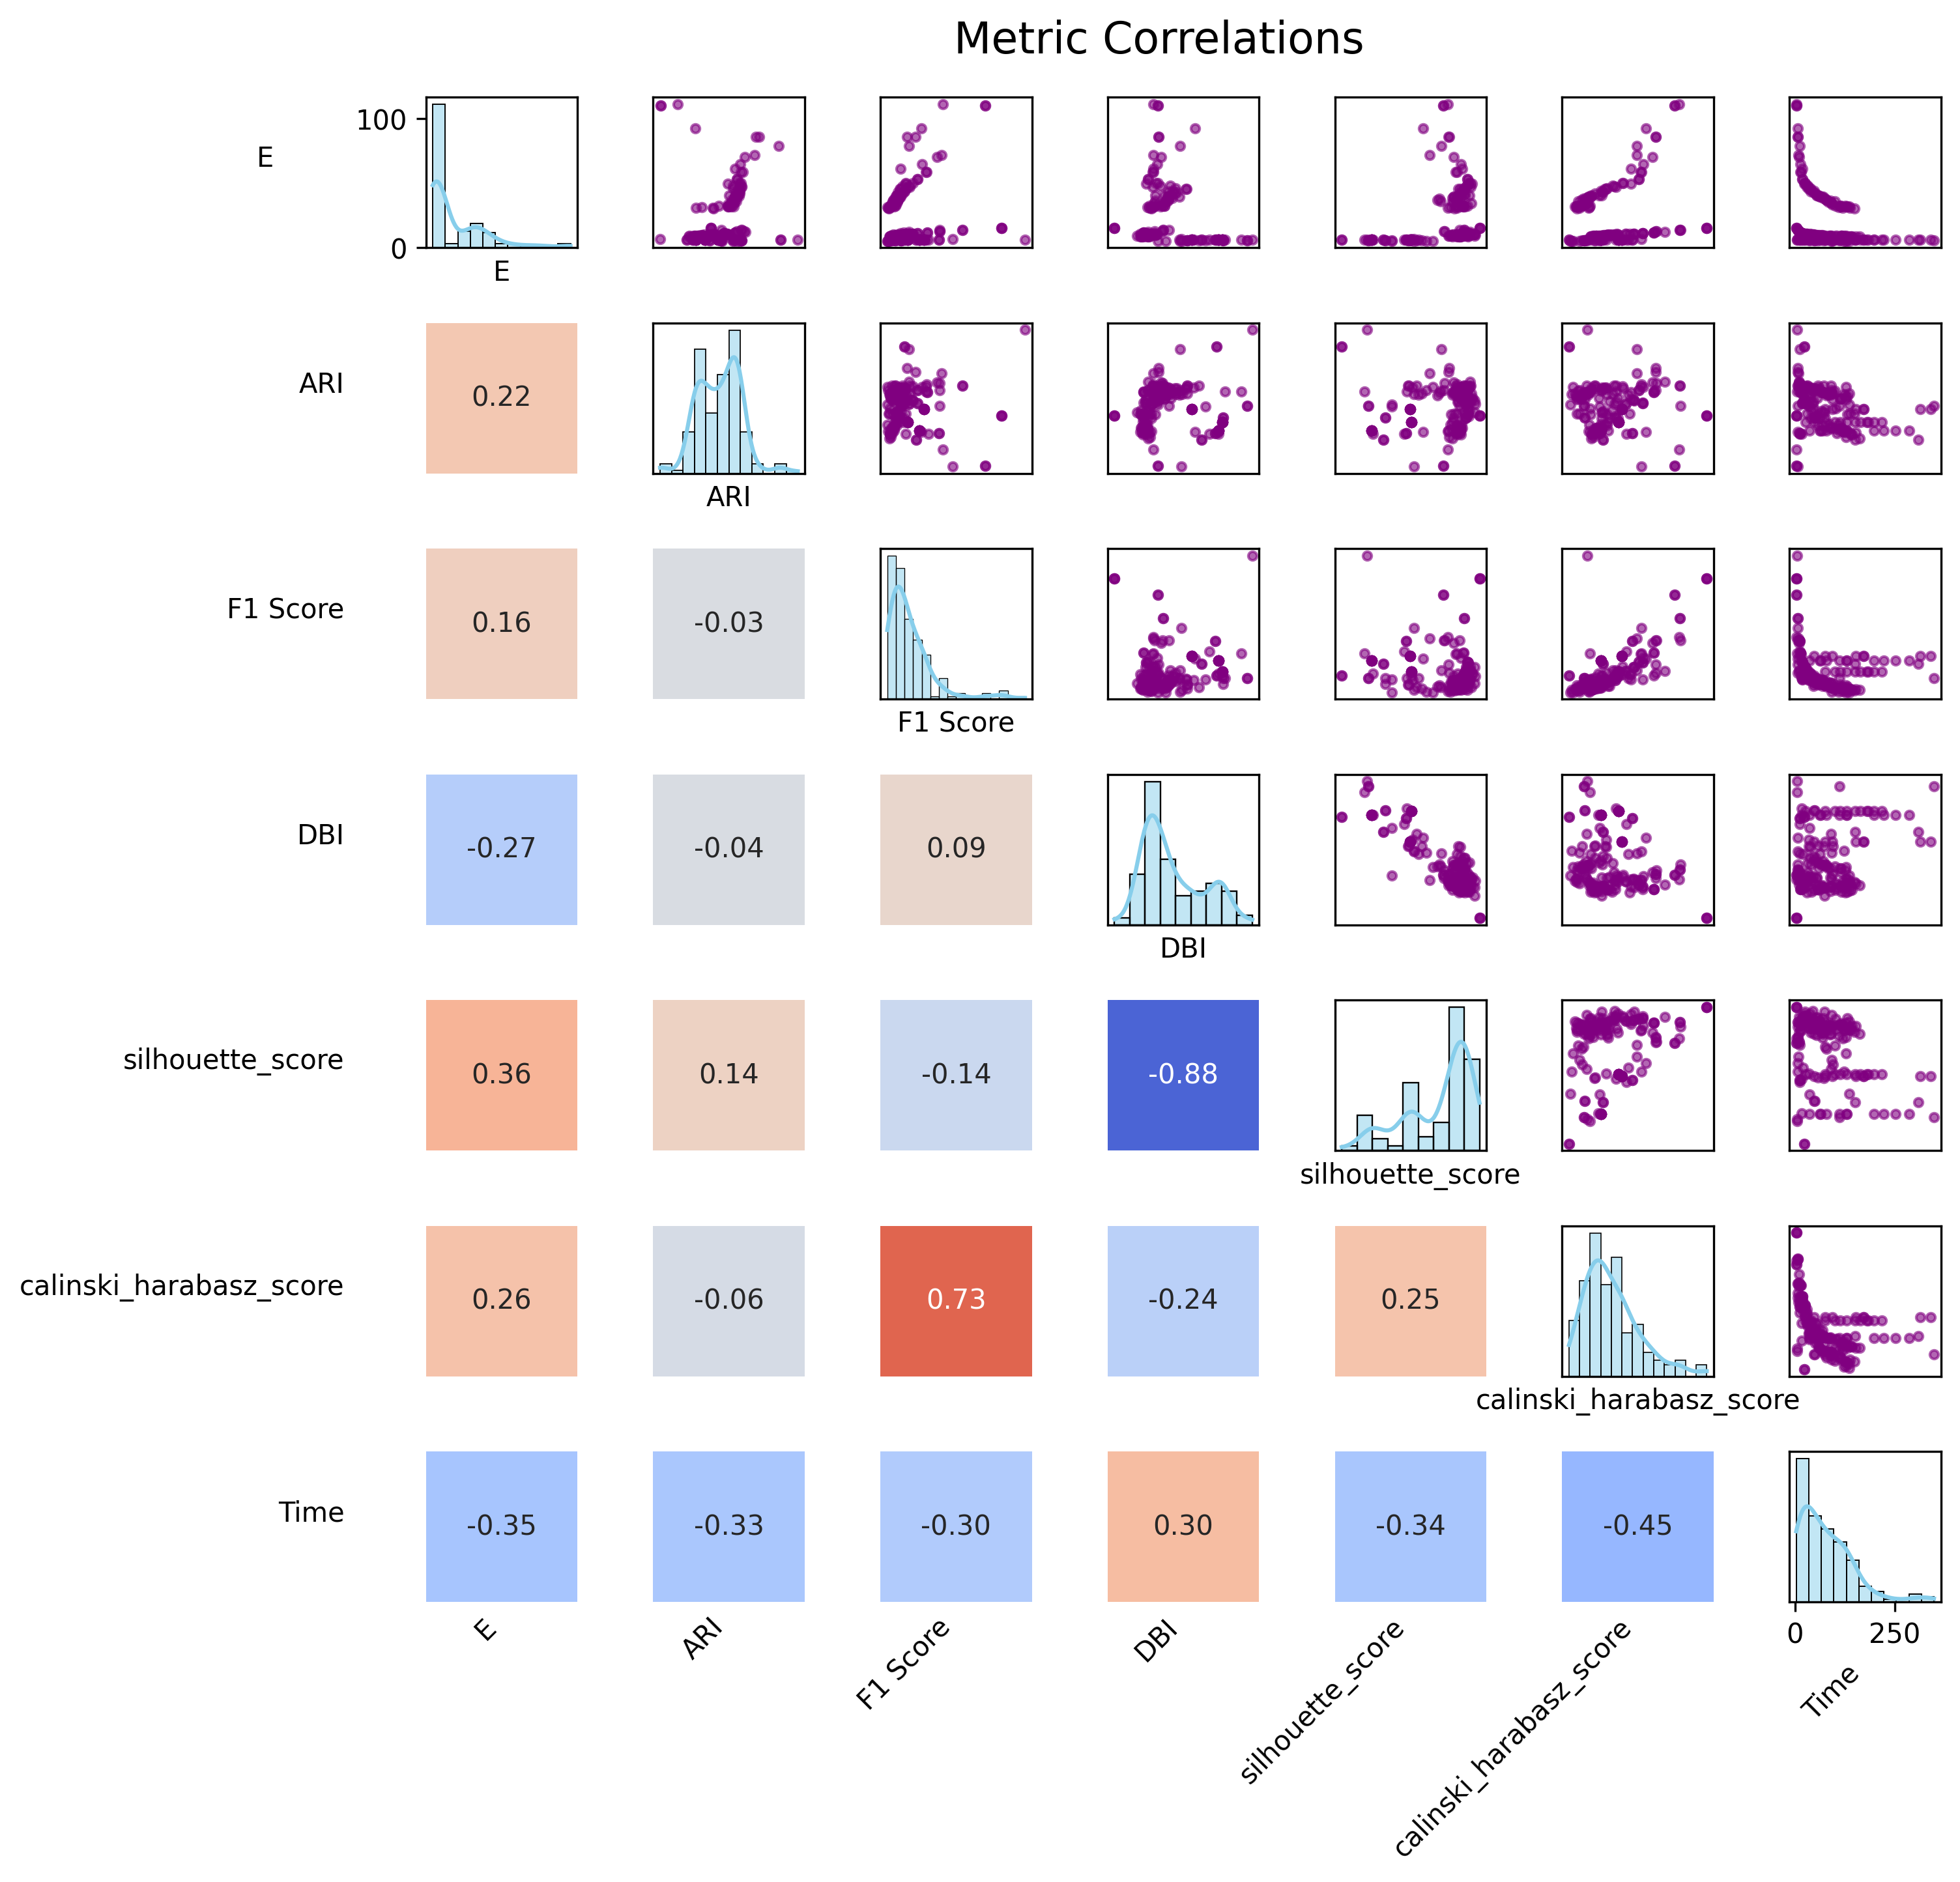 Metric Correlations
100
E
0
E
ARI
0.22
ARI
F1 Score
0.16
-0.03
F1 Score
DBI
-0.27
-0.04
0.09
DBI
silhouette_score
0.36
0.14
-0.14
-0.88
silhouette_score
calinski_harabasz_score
0.26
-0.06
0.73
-0.24
0.25
calinski_harabasz_score
Time
-0.35
-0.33
-0.30
0.30
-0.34
-0.45
0
250
E
ARI
F1 Score
DBI
silhouette_score
calinski_harabasz_score
Time